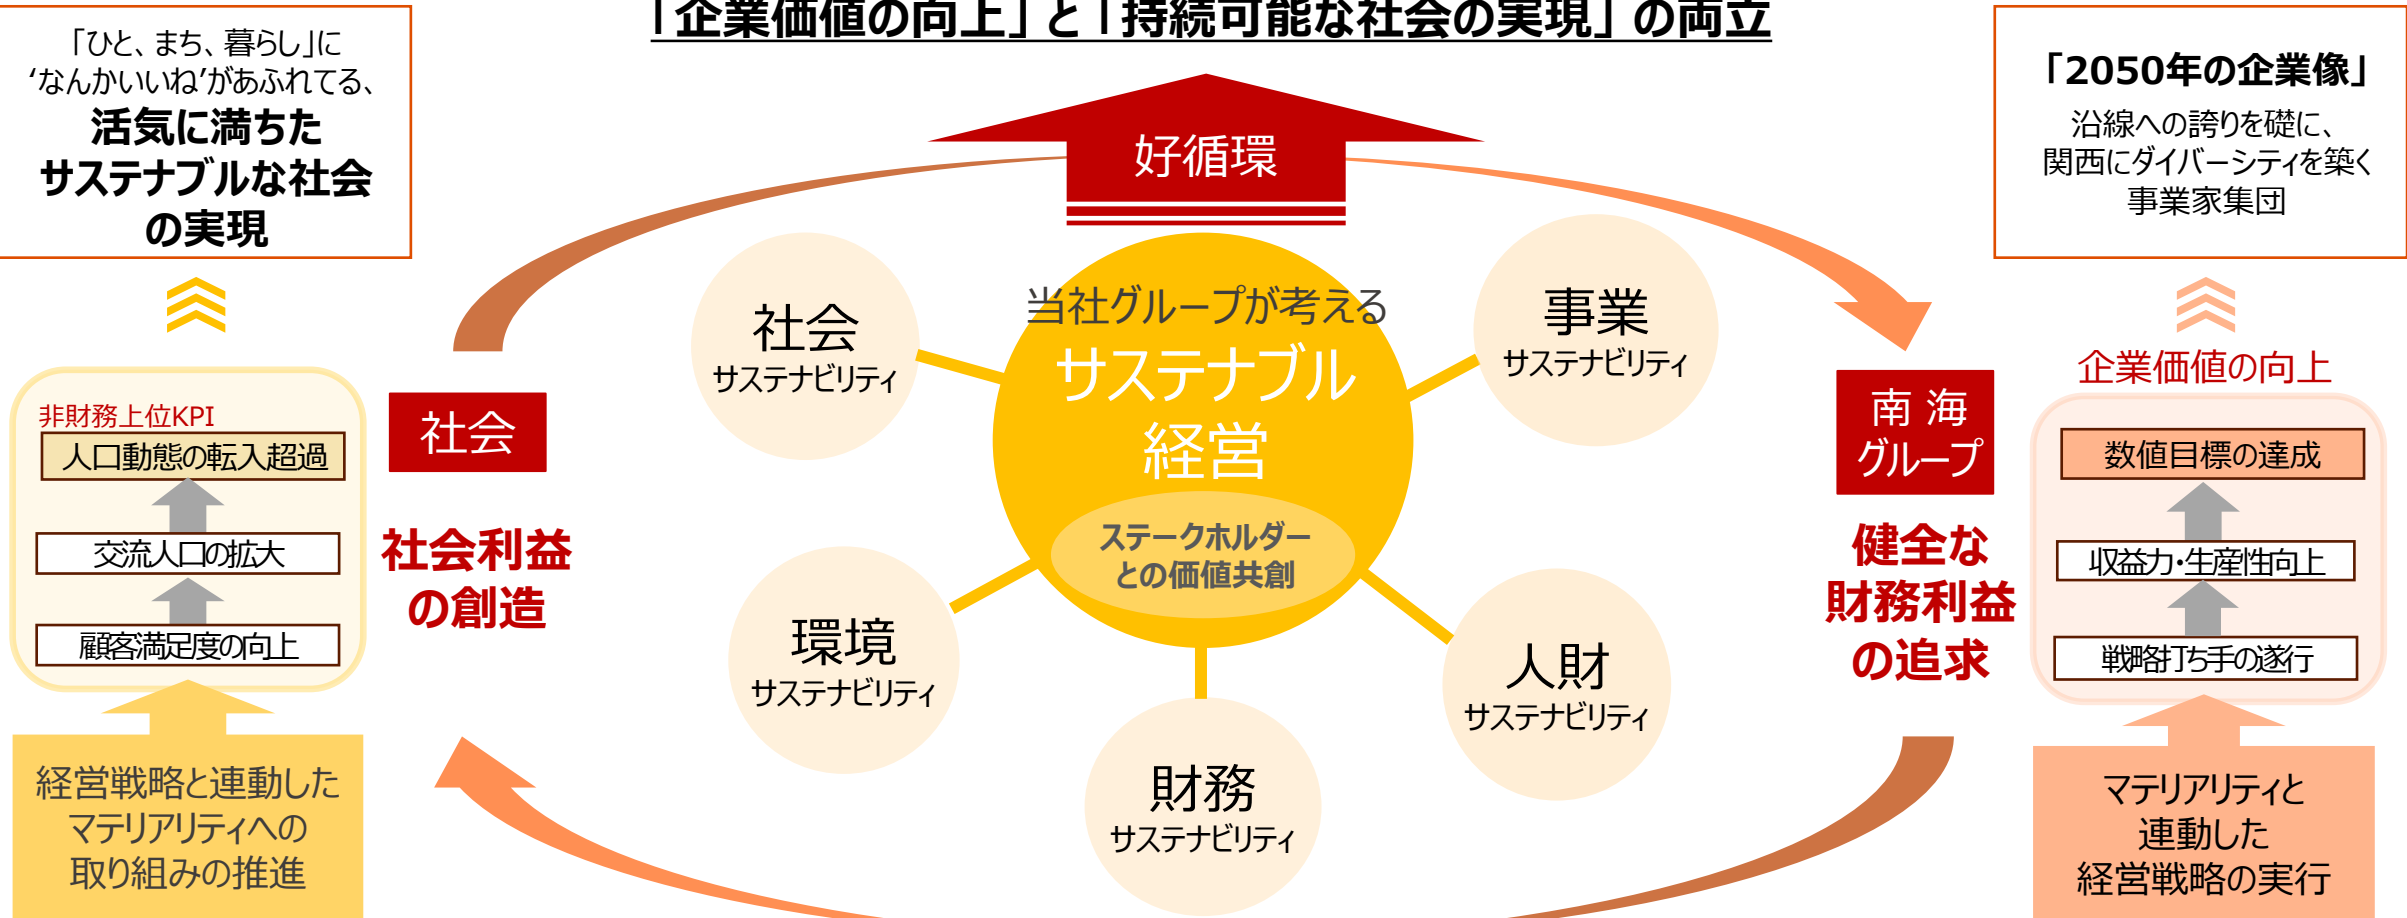 「企業価値の向上」と「持続可能な社会の実現」の両立
「ひと、まち、暮らし」に
‘なんかいいね’があふれてる、
活気に満ちた
サステナブルな社会
の実現
「2050年の企業像」
沿線への誇りを礎に、
関西にダイバーシティを築く
事業家集団
好循環
非財務上位KPI
人口動態の転入超過
交流人口の拡大
顧客満足度の向上
経営戦略と連動した
マテリアリティへの
取り組みの推進
社会
社会利益
の創造
社会
サステナビリティ
当社グループが考える
サステナブル
経営
ステークホルダー
との価値共創
事業
サステナビリティ
環境
サステナビリティ
財務
サステナビリティ
人財
サステナビリティ
南 海
グループ
健全な
財務利益
の追求
企業価値の向上
数値目標の達成
収益力・生産性向上
戦略打ち手の遂行
マテリアリティと
連動した
経営戦略の実行